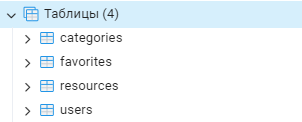 Таблицы (4)
categories
favorites
resources
users